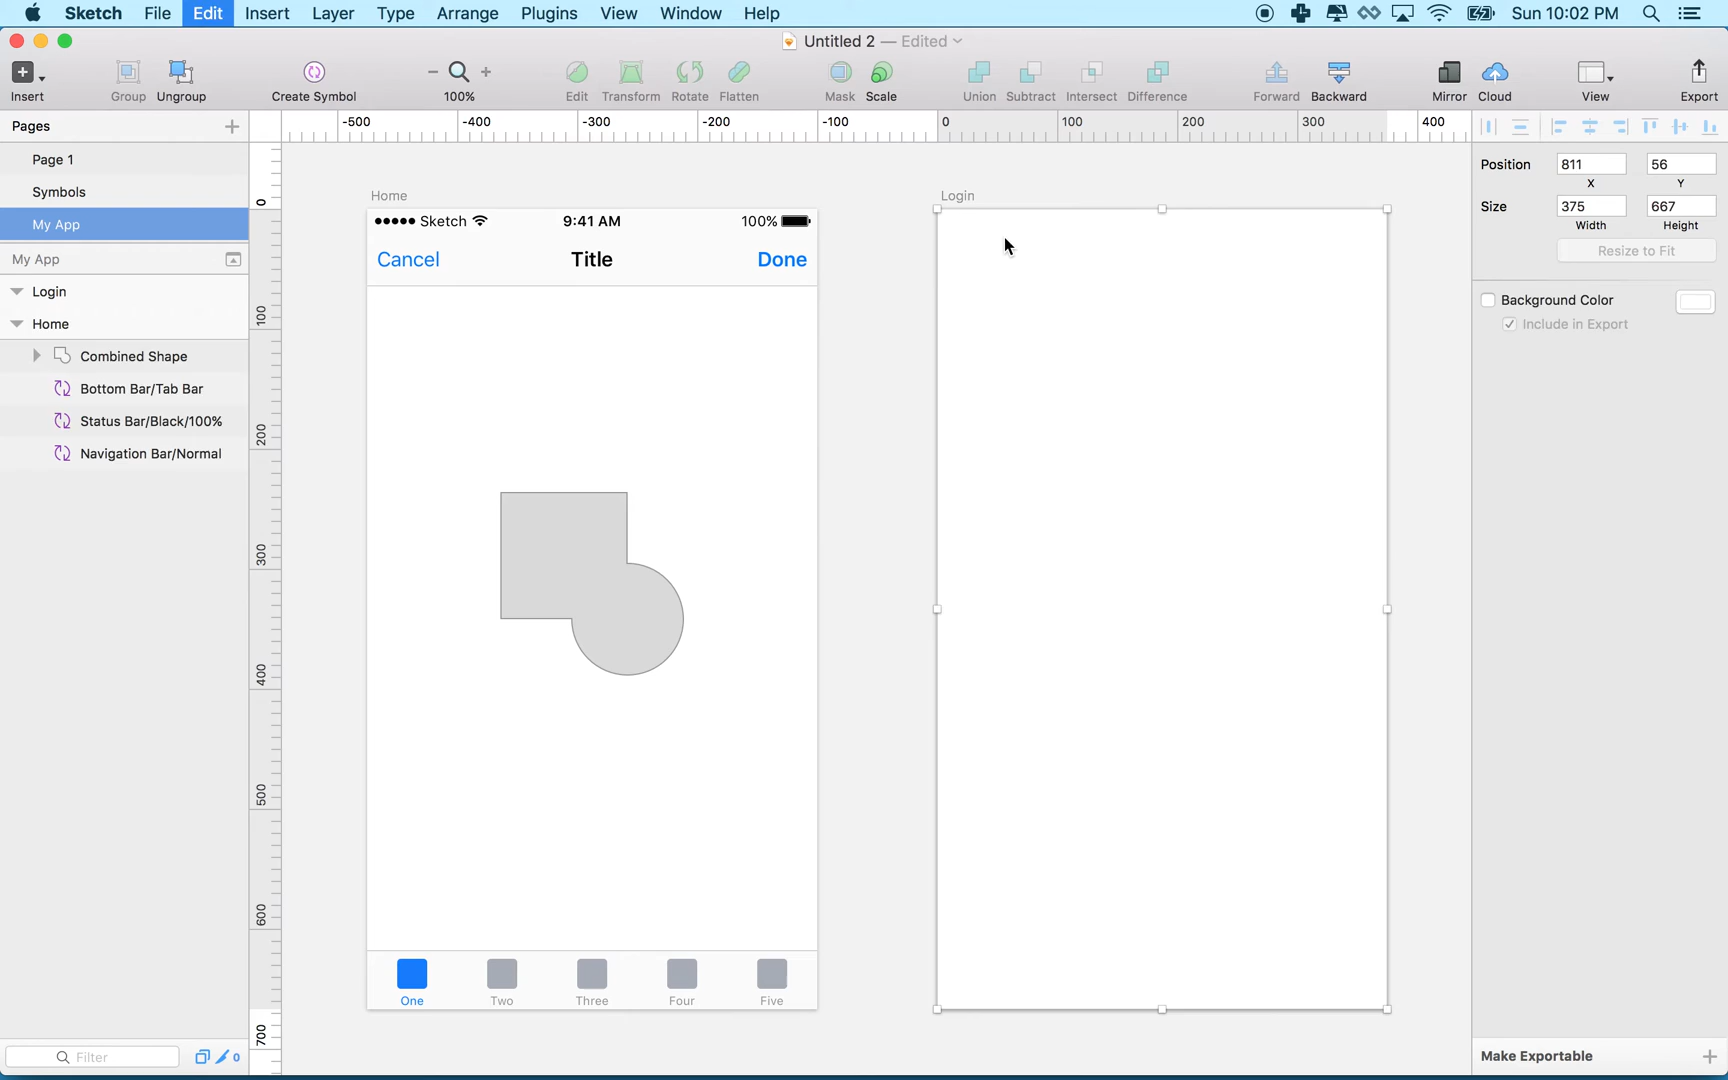 Sketch File Edit Insert Layer Type Arrange Plugins View Window Help Sun 10:02 PM
Untitled 2 — Edited
Insert Group Ungroup Create Symbol 100% Edit Transform Rotate Flatten Mask Scale Union Subtract Intersect Difference Forward Backward Mirror Cloud View Export
Pages
Page 1
Symbols
My App
My App
Login
Home
Combined Shape
Bottom Bar/Tab Bar
Status Bar/Black/100%
Navigation Bar/Normal
Filter
0
-500 -400 -300 -200 -100 0 100 200 300 400
0
100
200
300
400
500
600
700
Home
Sketch 9:41 AM 100%
Cancel Title Done
One Two Three Four Five
Login
Position 811 56
X Y
Size 375 667
Width Height
Resize to Fit
Background Color
Include in Export
Make Exportable